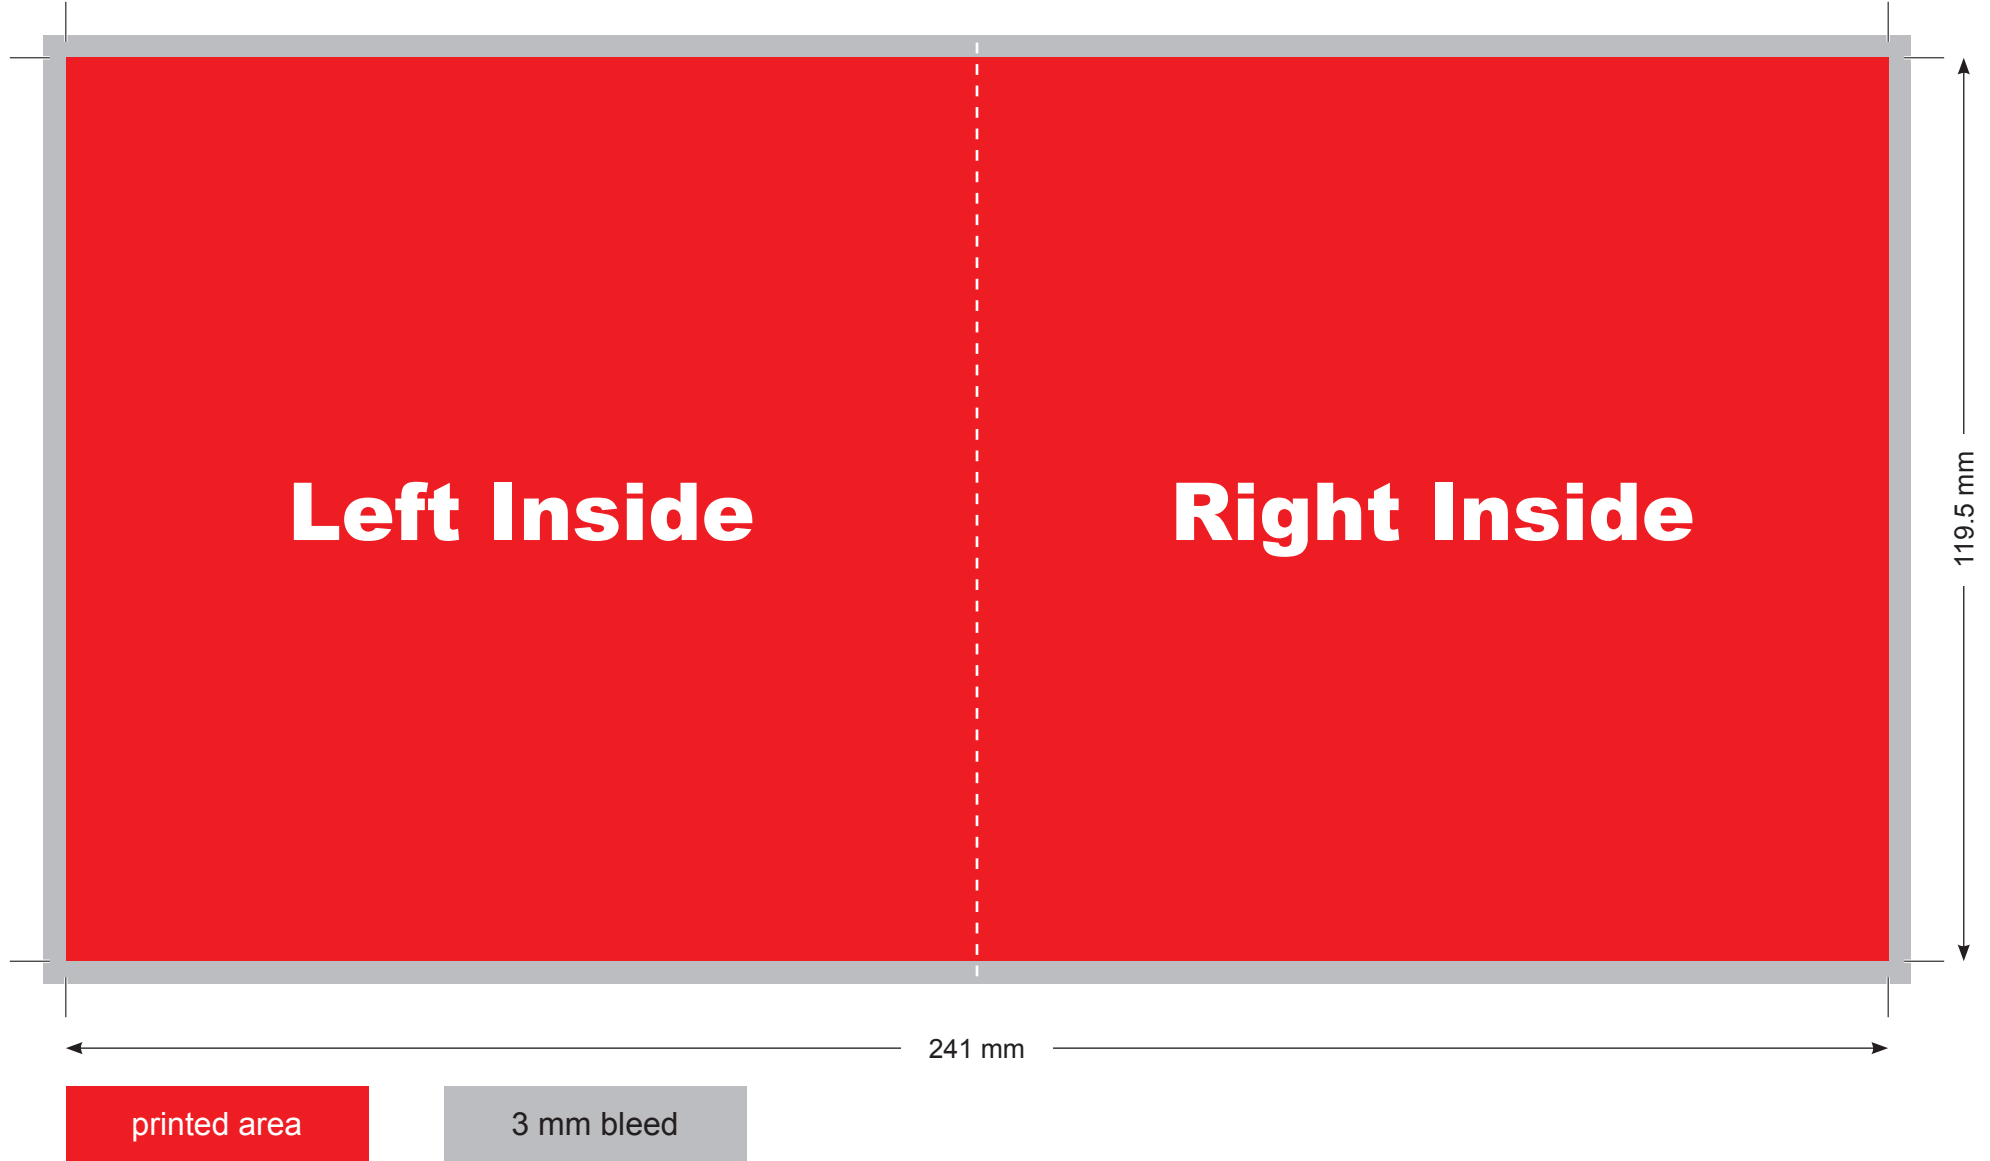 Left Inside
Right Inside
119.5 mm
241 mm
printed area
3 mm bleed